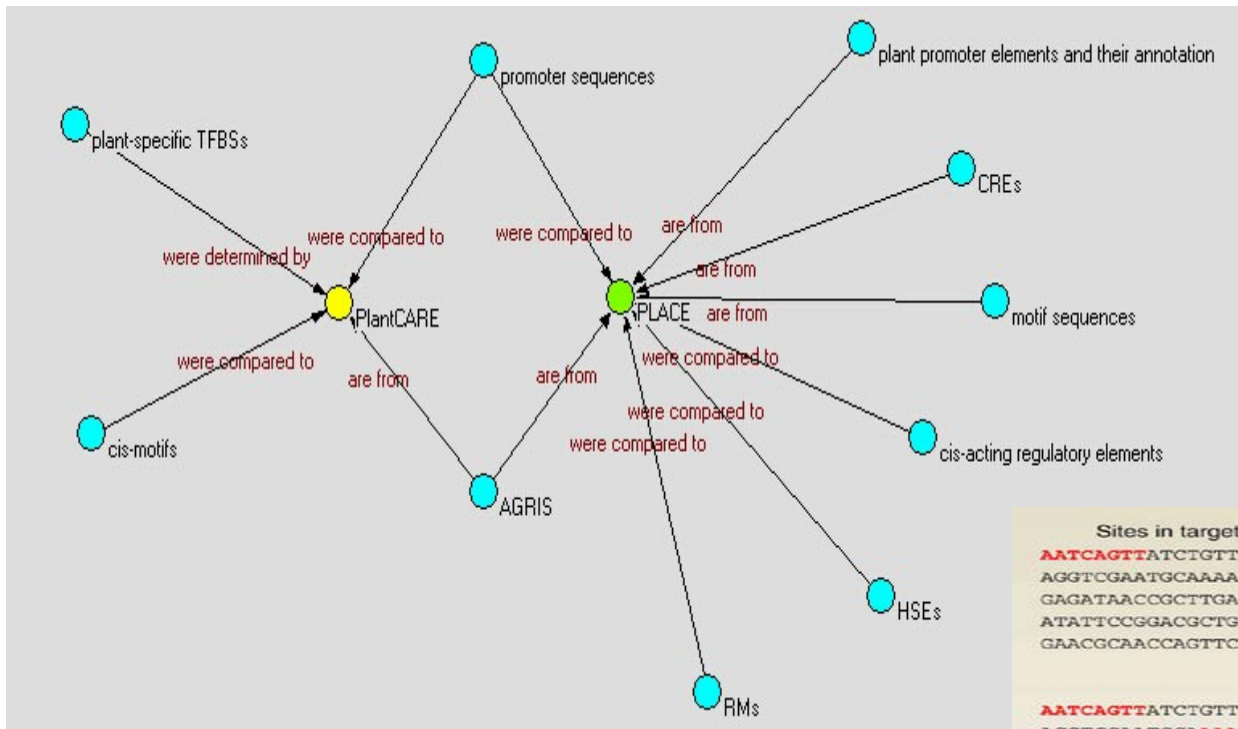 plant promoter elements and their annotation
promoter sequences
plant-specific TFBSs
CREs
were compared to
were compared to
are from
were determined by
are from
PlantCARE
PLACE
are from
motif sequences
were compared to
were compared to
are from
are from
were compared to
were compared to
cis-motifs
cis-acting regulatory elements
AGRIS
HSEs
RMs
Sites in target
AATCAGTTATCTGTT
AGGTCGAATGCAAAA
GAGATAACCGCTTGA
ATATTCCGGACGCTG
GAACGCAACCAGTTC
AATCAGTTATCTGTT